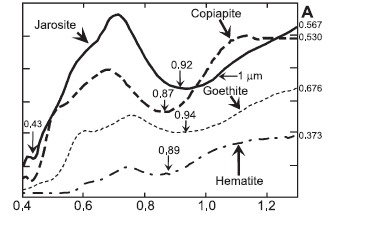 A
Jarosite
Copiapite
0.567
0,530
0.92
1 µm
Goethite
0.676
0.87
0.94
0,43
0.373
0,89
Hematite
0,4 0,6 0,8 1,0 1,2